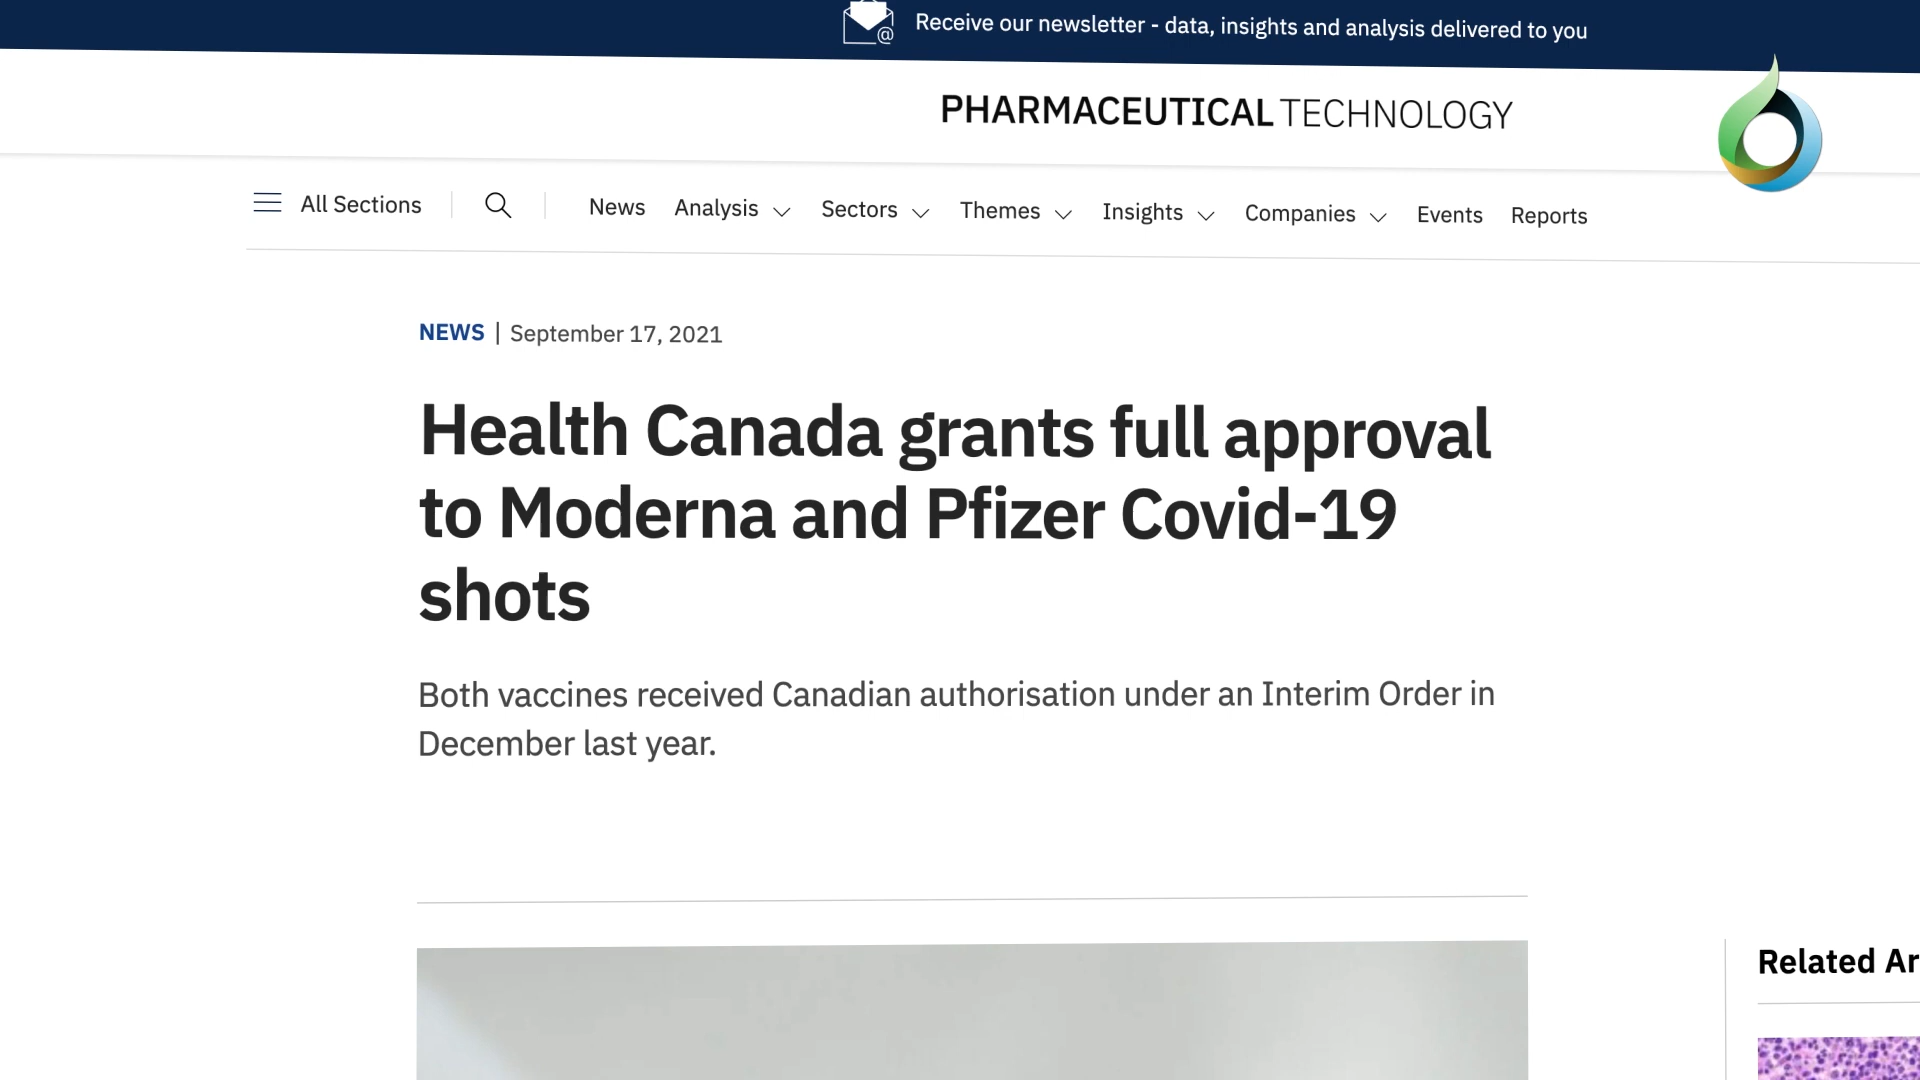 Receive our newsletter - data, insights and analysis delivered to you
PHARMACEUTICAL TECHNOLOGY
All Sections News Analysis Sectors Themes Insights Companies Events Reports
NEWS | September 17, 2021
Health Canada grants full approval
to Moderna and Pfizer Covid-19
shots
Both vaccines received Canadian authorisation under an Interim Order in
December last year.
Related Ar